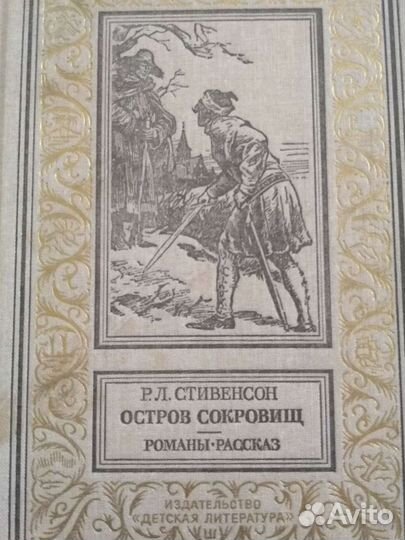 Р.Л. СТИВЕНСОН
ОСТРОВ СОКРОВИЩ
РОМАНЫ·РАССКАЗ
ИЗДАТЕЛЬСТВО
«ДЕТСКАЯ ЛИТЕРАТУРА»
Avito